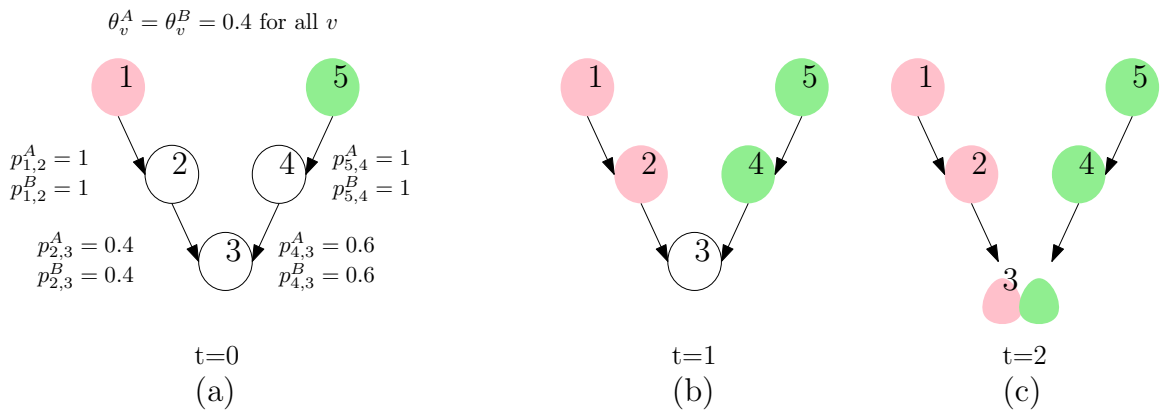 θ_v^A = θ_v^B = 0.4 for all v
1
5
1
5
1
5
2
4
2
4
2
4
p_{1,2}^A = 1
p_{1,2}^B = 1
p_{5,4}^A = 1
p_{5,4}^B = 1
3
3
3
p_{2,3}^A = 0.4
p_{2,3}^B = 0.4
p_{4,3}^A = 0.6
p_{4,3}^B = 0.6
t=0
t=1
t=2
(a)
(b)
(c)